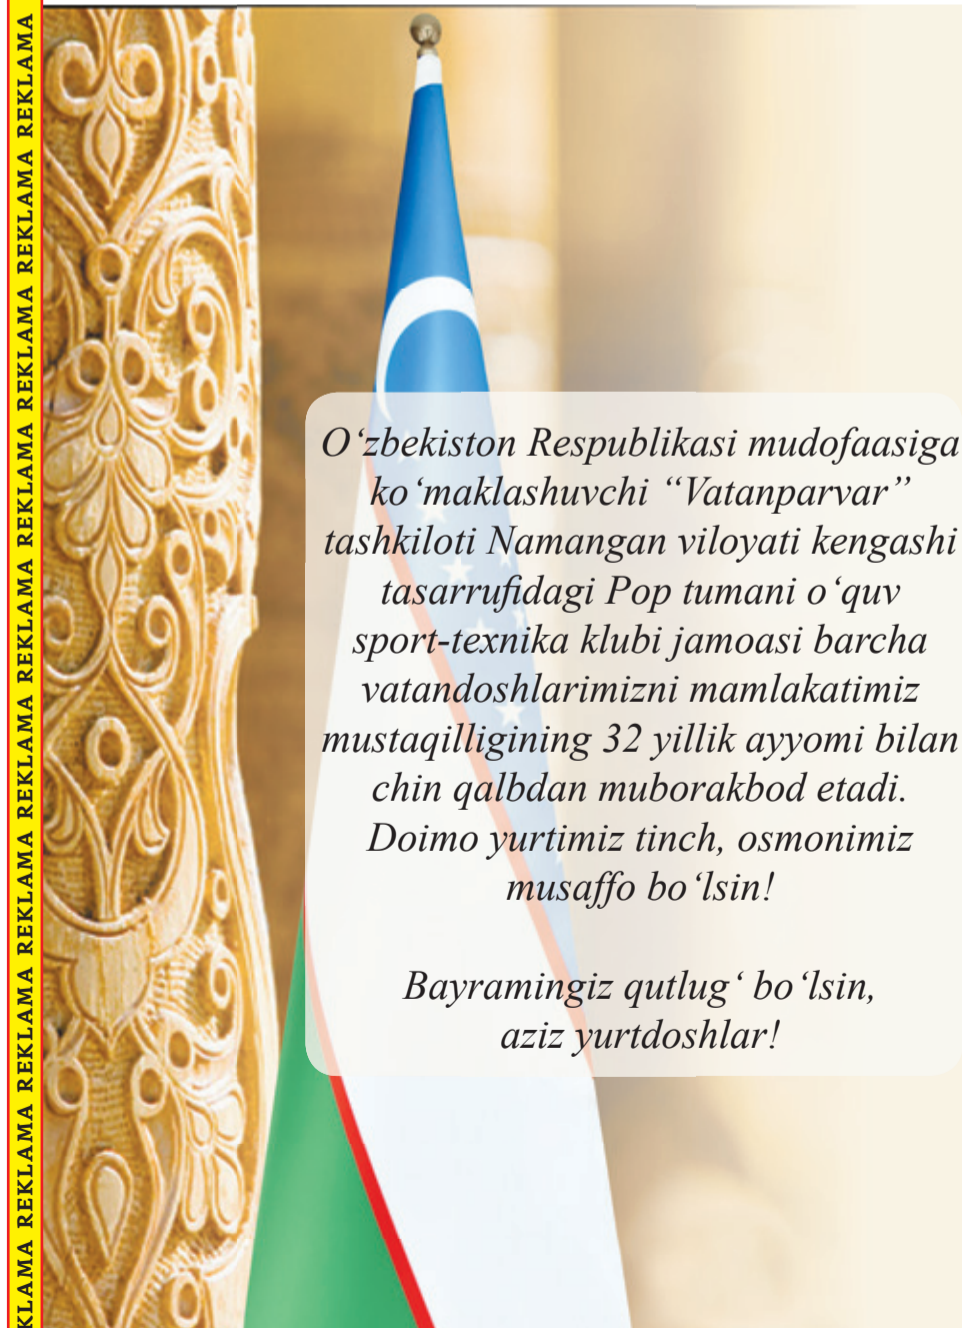 O‘zbekiston Respublikasi mudofaasiga
ko‘maklashuvchi “Vatanparvar”
tashkiloti Namangan viloyati kengashi
tasarrufidagi Pop tumani o‘quv
sport-texnika klubi jamoasi barcha
vatandoshlarimizni mamlakatimiz
mustaqilligining 32 yillik ayyomi bilan
chin qalbdan muborakbod etadi.
Doimo yurtimiz tinch, osmonimiz
musaffo bo‘lsin!
Bayramingiz qutlug‘ bo‘lsin,
aziz yurtdoshlar!
KLAMA REKLAMA REKLAMA REKLAMA REKLAMA REKLAMA REKLAMA REKLAMA REKLAMA REKLAMA